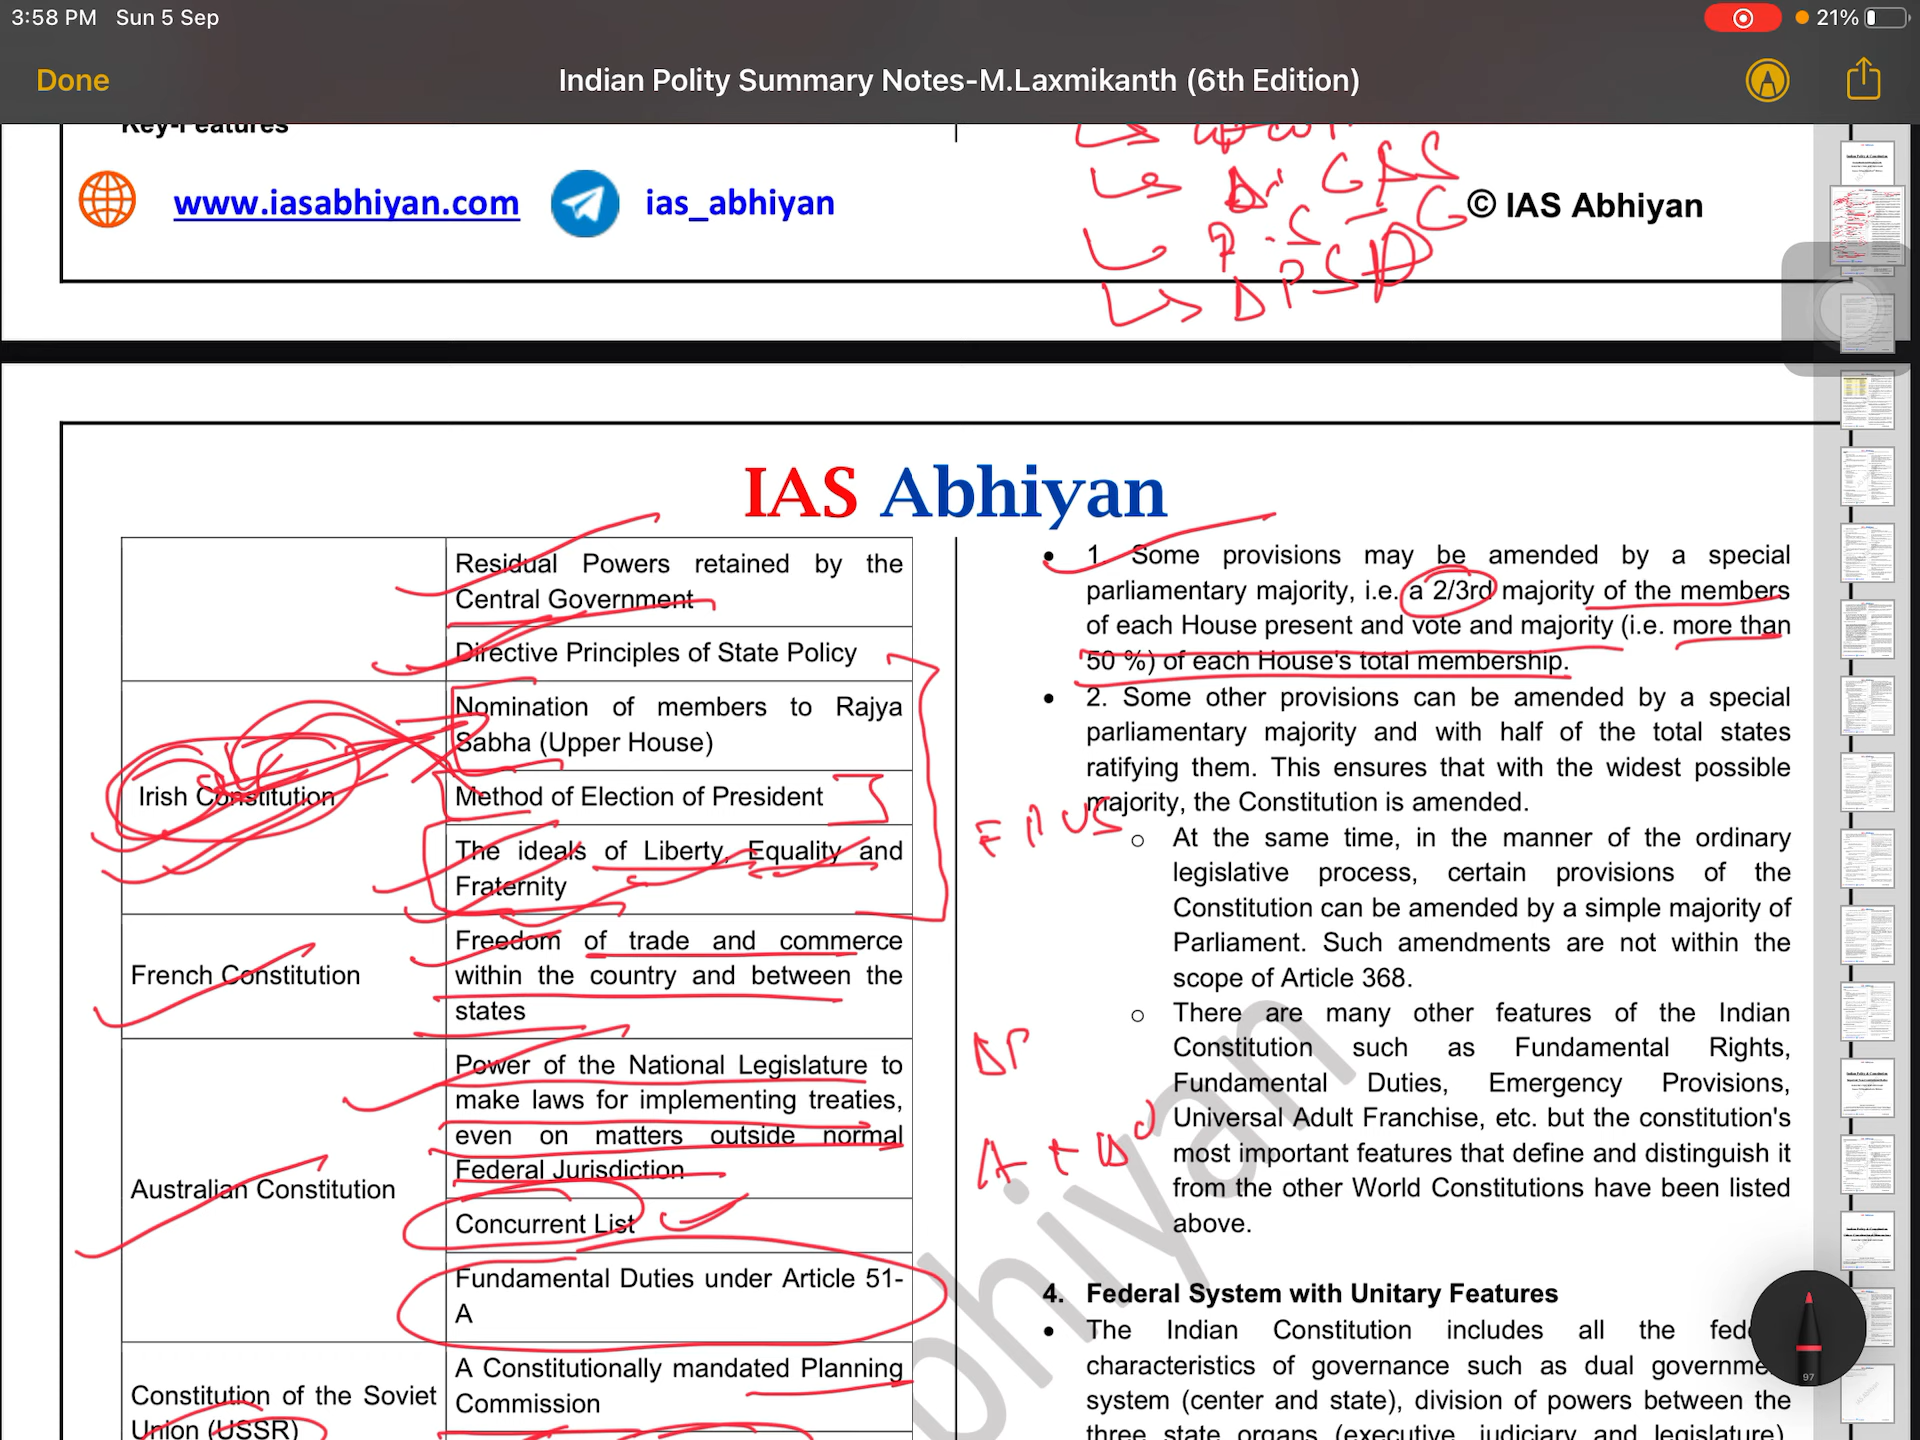 3:58 PM Sun 5 Sep
21%
Done
Indian Polity Summary Notes-M.Laxmikanth (6th Edition)
Key-Features
www.iasabhiyan.com
ias_abhiyan
© IAS Abhiyan
DPSP
IAS Abhiyan
Residual Powers retained by the
Central Government
Directive Principles of State Policy
Nomination of members to Rajya
Sabha (Upper House)
Irish Constitution
Method of Election of President
The ideals of Liberty, Equality and
Fraternity
French Constitution
Freedom of trade and commerce
within the country and between the
states
Power of the National Legislature to
make laws for implementing treaties,
even on matters outside normal
Federal Jurisdiction
Australian Constitution
Concurrent List
Fundamental Duties under Article 51-
A
Constitution of the Soviet
Union (USSR)
A Constitutionally mandated Planning
Commission
• 1. Some provisions may be amended by a special
parliamentary majority, i.e. a 2/3rd majority of the members
of each House present and vote and majority (i.e. more than
50 %) of each House's total membership.
• 2. Some other provisions can be amended by a special
parliamentary majority and with half of the total states
ratifying them. This ensures that with the widest possible
majority, the Constitution is amended.
o At the same time, in the manner of the ordinary
legislative process, certain provisions of the
Constitution can be amended by a simple majority of
Parliament. Such amendments are not within the
scope of Article 368.
o There are many other features of the Indian
Constitution such as Fundamental Rights,
Fundamental Duties, Emergency Provisions,
Universal Adult Franchise, etc. but the constitution's
most important features that define and distinguish it
from the other World Constitutions have been listed
above.
4. Federal System with Unitary Features
• The Indian Constitution includes all the
characteristics of governance such as dual
system (center and state), division of powers between the
three state organs (executive, judiciary and legislature),
97